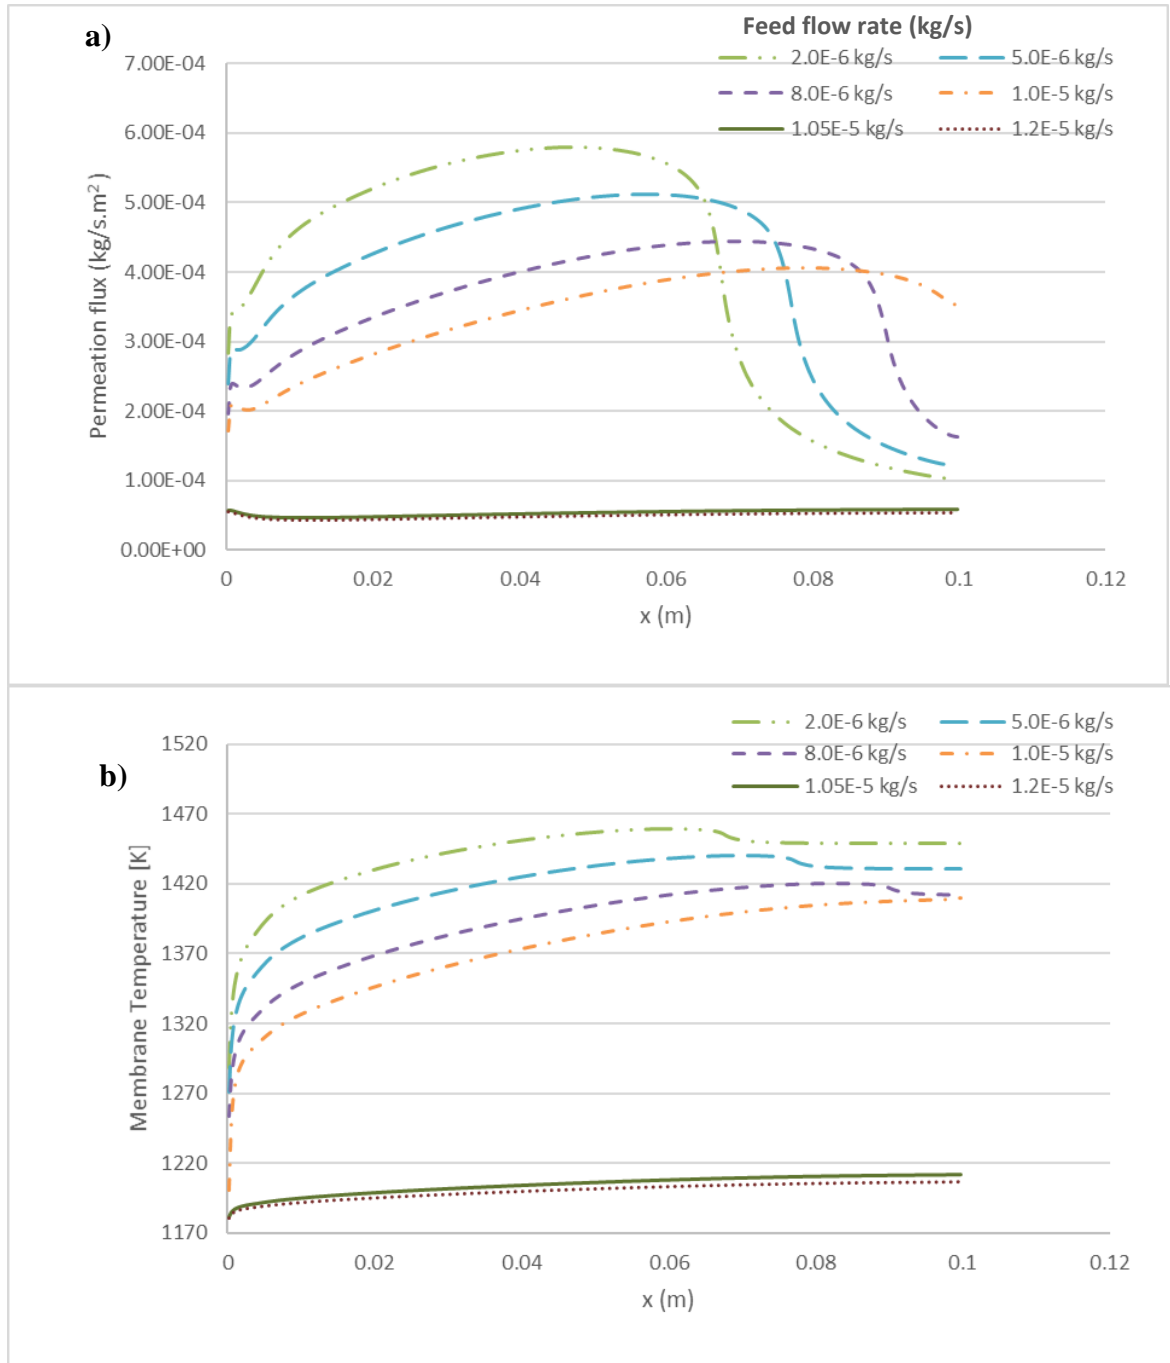 a)
Feed flow rate (kg/s)
2.0E-6 kg/s 5.0E-6 kg/s
8.0E-6 kg/s 1.0E-5 kg/s
1.05E-5 kg/s 1.2E-5 kg/s
Permeation flux (kg/s.m²)
7.00E-04
6.00E-04
5.00E-04
4.00E-04
3.00E-04
2.00E-04
1.00E-04
0.00E+00
0 0.02 0.04 0.06 0.08 0.1 0.12
x (m)
b)
2.0E-6 kg/s 5.0E-6 kg/s
8.0E-6 kg/s 1.0E-5 kg/s
1.05E-5 kg/s 1.2E-5 kg/s
Membrane Temperature [K]
1520
1470
1420
1370
1320
1270
1220
1170
0 0.02 0.04 0.06 0.08 0.1 0.12
x (m)